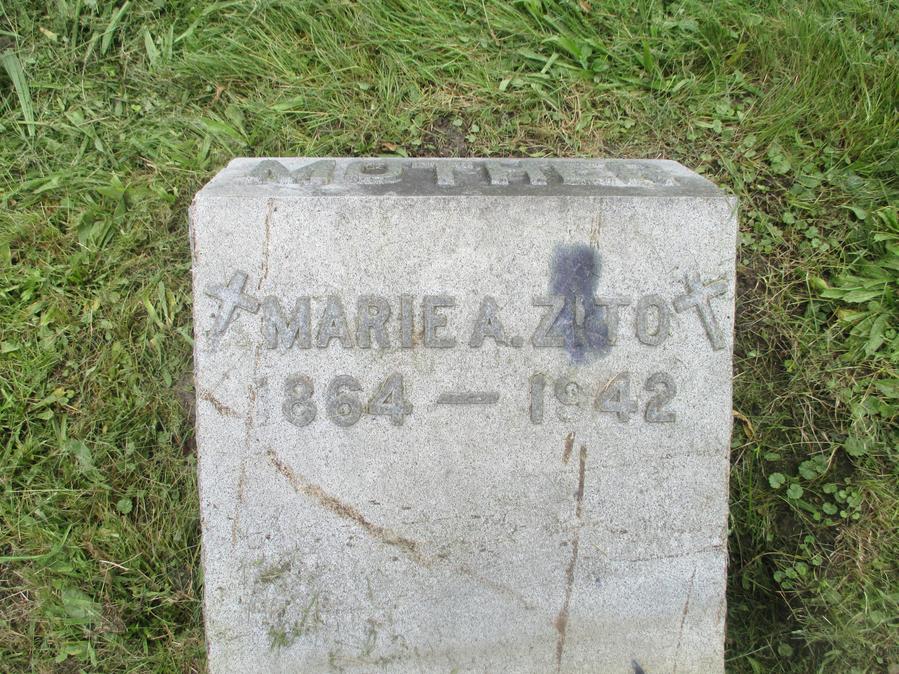 MOTHER
MARIE A. ZITO
1864 — 1942